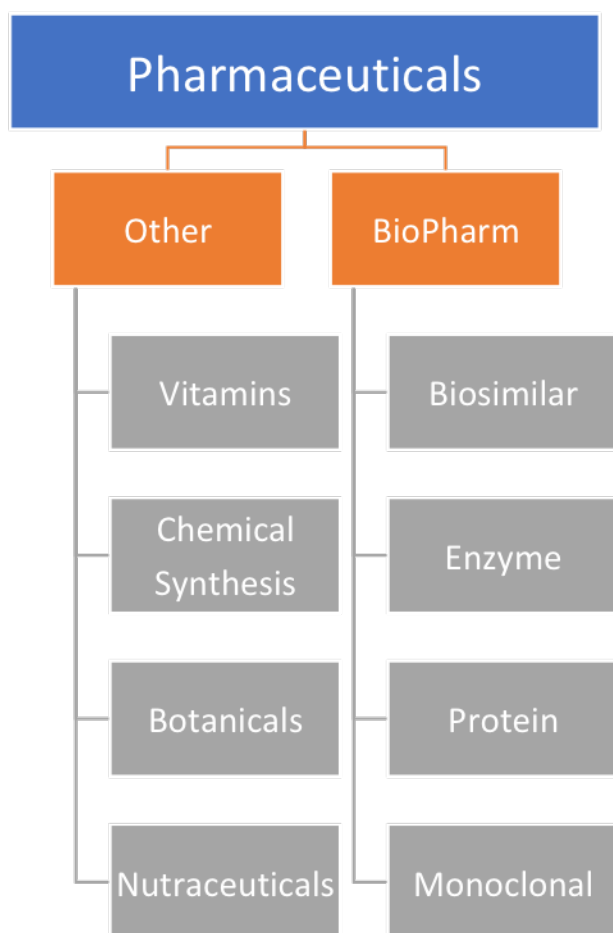 Pharmaceuticals
Other
BioPharm
Vitamins
Biosimilar
Chemical
Synthesis
Enzyme
Botanicals
Protein
Nutraceuticals
Monoclonal